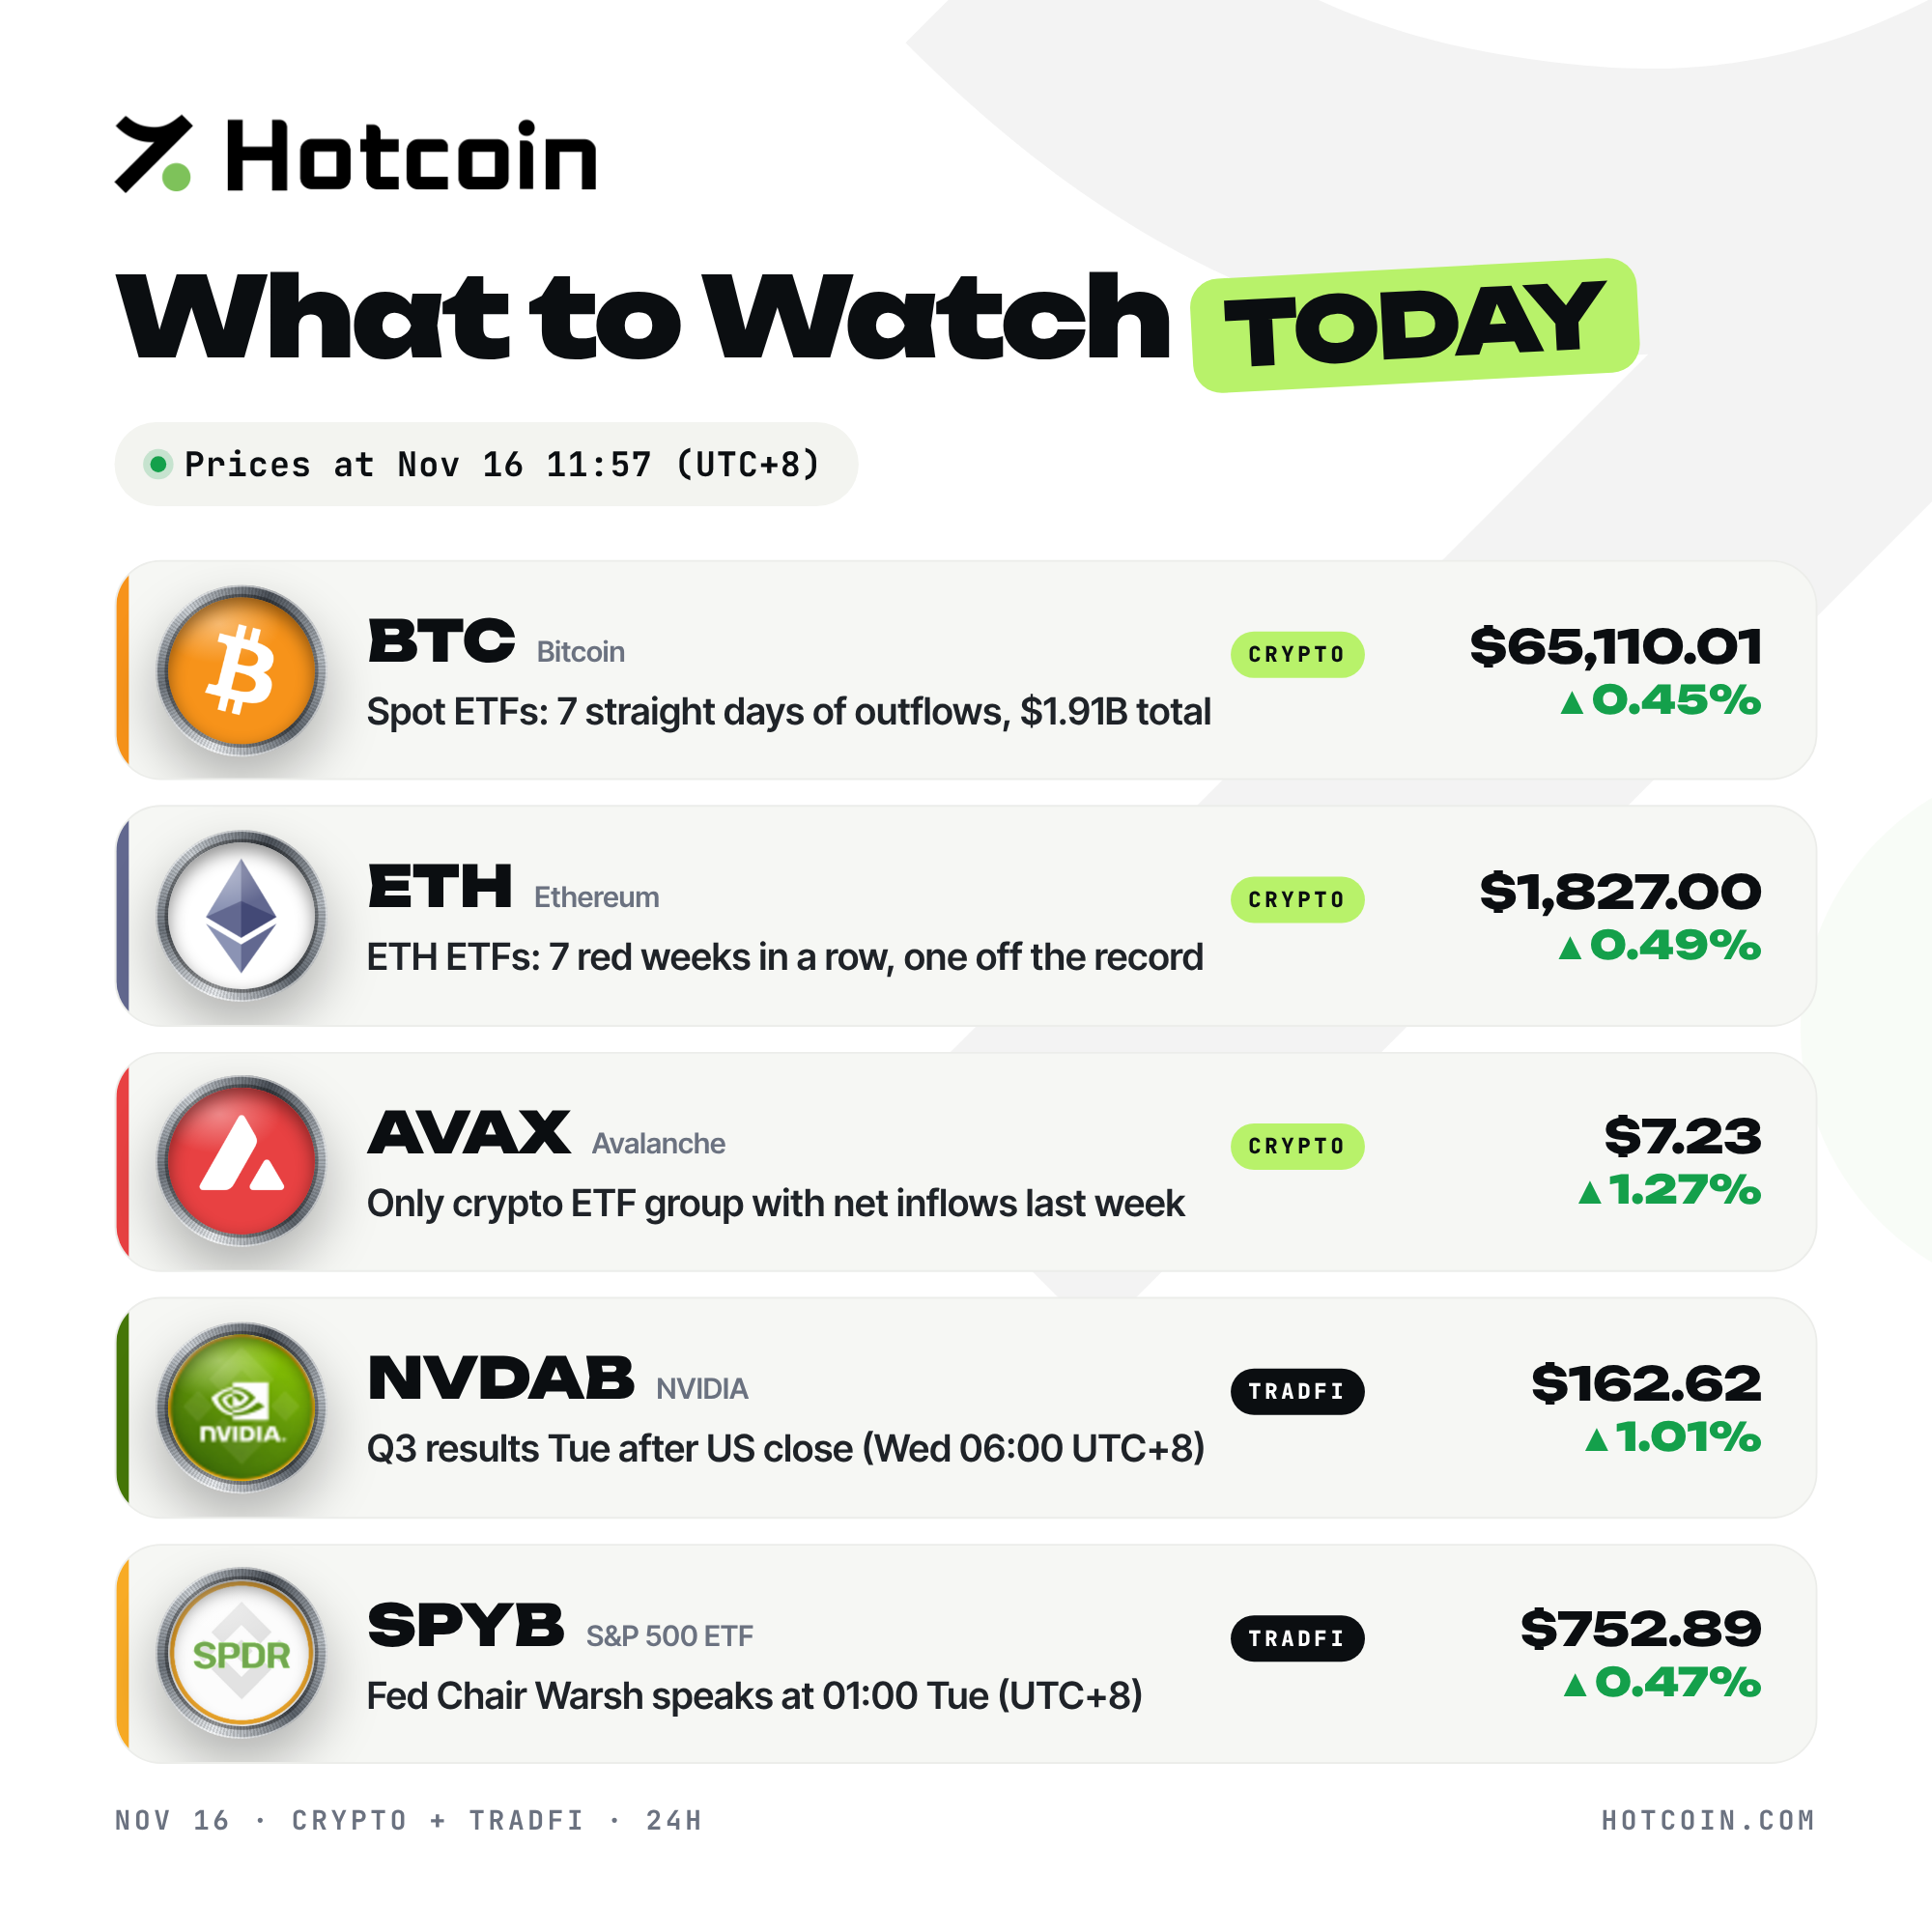 Hotcoin
What to Watch TODAY
Prices at Nov 16 11:57 (UTC+8)
BTC Bitcoin CRYPTO $65,110.01
Spot ETFs: 7 straight days of outflows, $1.91B total ▲0.45%
ETH Ethereum CRYPTO $1,827.00
ETH ETFs: 7 red weeks in a row, one off the record ▲0.49%
AVAX Avalanche CRYPTO $7.23
Only crypto ETF group with net inflows last week ▲1.27%
NVIDIA.
NVDAB NVIDIA TRADFI $162.62
Q3 results Tue after US close (Wed 06:00 UTC+8) ▲1.01%
SPDR
SPYB S&P 500 ETF TRADFI $752.89
Fed Chair Warsh speaks at 01:00 Tue (UTC+8) ▲0.47%
NOV 16 · CRYPTO + TRADFI · 24H HOTCOIN.COM